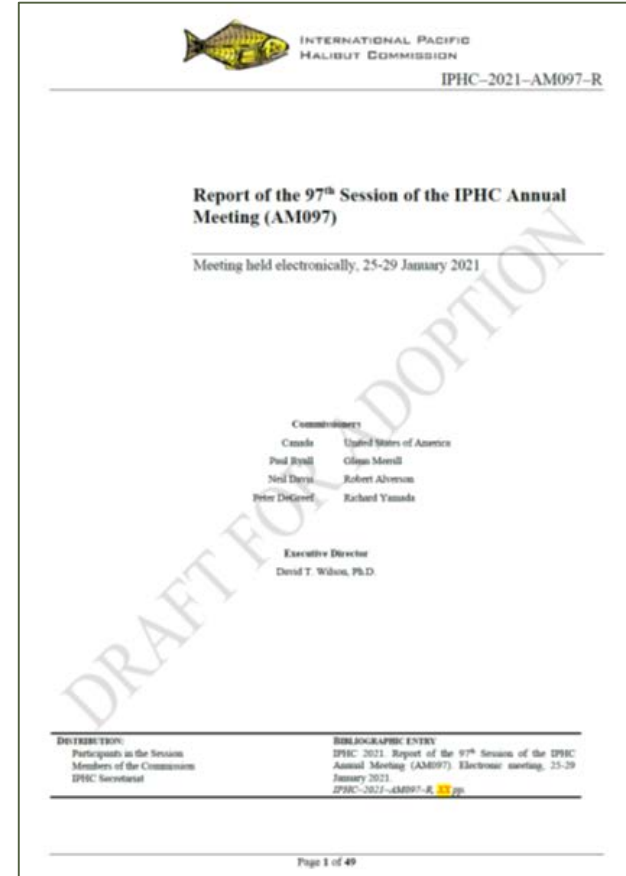 INTERNATIONAL PACIFIC
HALIBUT COMMISSION
IPHC–2021–AM097–R
Report of the 97th Session of the IPHC Annual
Meeting (AM097)
Meeting held electronically, 25-29 January 2021
DRAFT FOR ADOPTION
Commissioners
Canada United States of America
Paul Ryall Glenn Merrill
Neil Davis Robert Alverson
Peter DeGreef Richard Yamada
Executive Director
David T. Wilson, Ph.D.
DISTRIBUTION:
Participants in the Session
Members of the Commission
IPHC Secretariat
BIBLIOGRAPHIC ENTRY
IPHC 2021. Report of the 97th Session of the IPHC
Annual Meeting (AM097). Electronic meeting, 25-29
January 2021.
IPHC–2021–AM097–R, XX pp.
Page 1 of 49